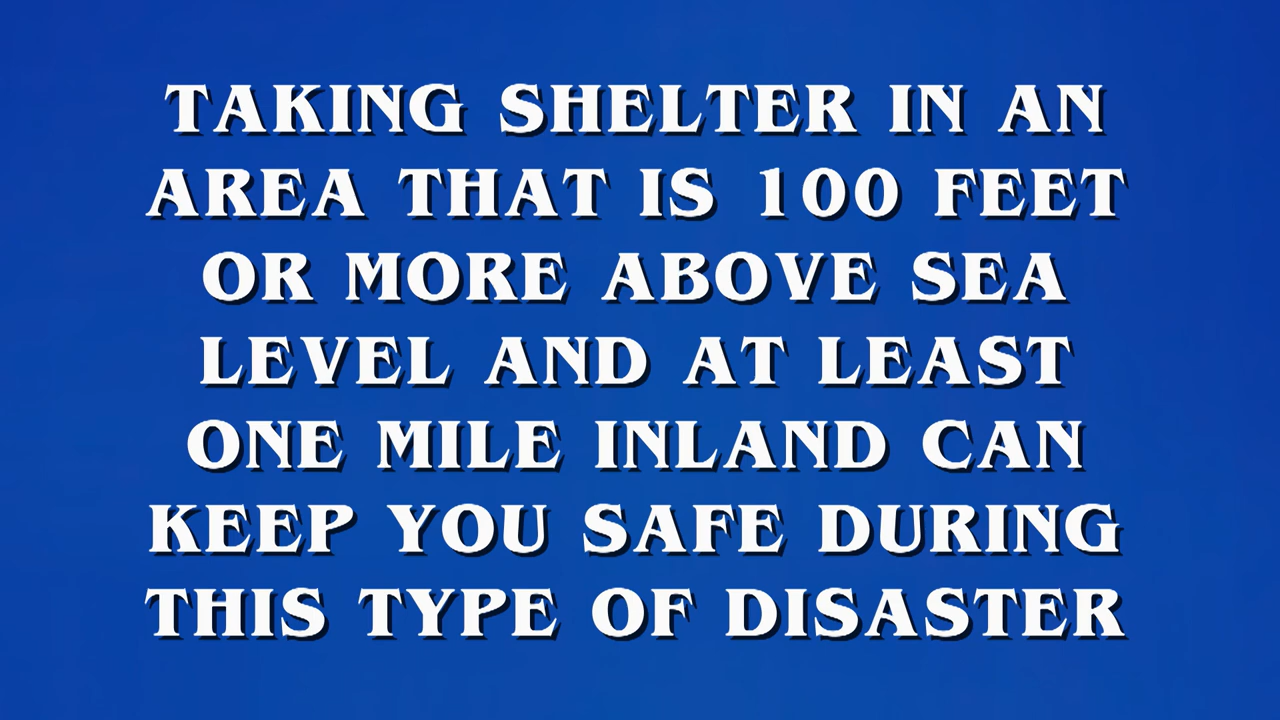 TAKING SHELTER IN AN
AREA THAT IS 100 FEET
OR MORE ABOVE SEA
LEVEL AND AT LEAST
ONE MILE INLAND CAN
KEEP YOU SAFE DURING
THIS TYPE OF DISASTER